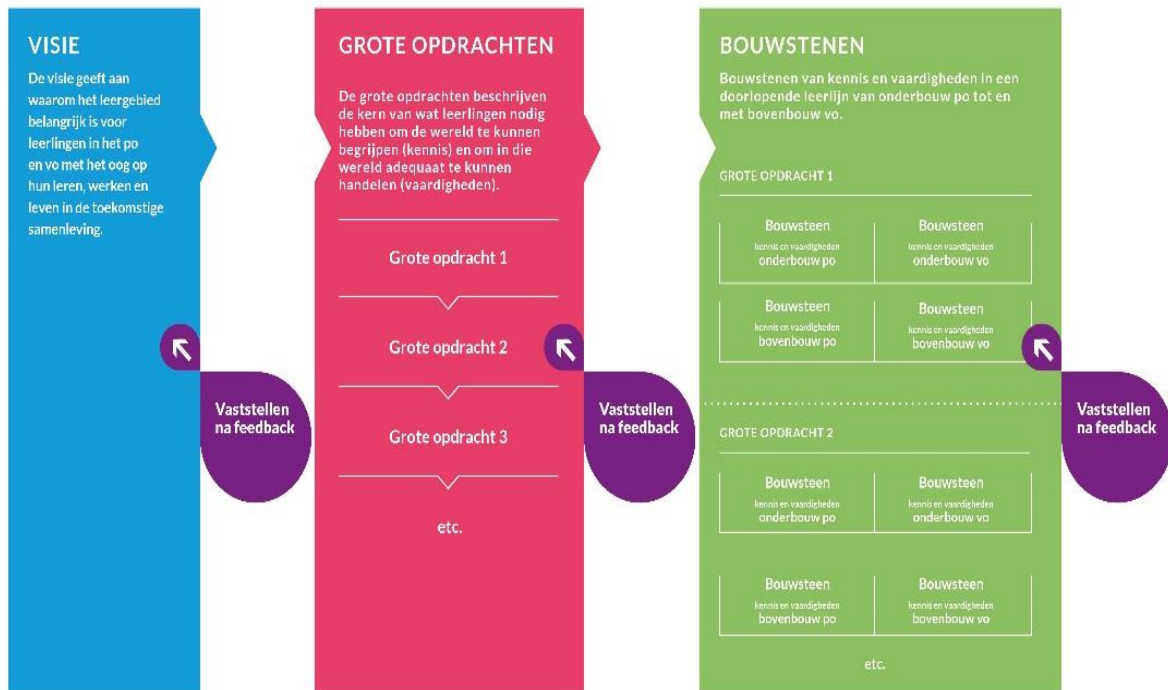 VISIE
De visie geeft aan
waarom het leergebied
belangrijk is voor
leerlingen in het po
en vo met het oog op
hun leren, werken en
leven in de toekomstige
samenleving.
Vaststellen
na feedback
GROTE OPDRACHTEN
De grote opdrachten beschrijven
de kern van wat leerlingen nodig
hebben om de wereld te kunnen
begrijpen (kennis) en om in die
wereld adequaat te kunnen
handelen (vaardigheden).
Grote opdracht 1
Grote opdracht 2
Grote opdracht 3
etc.
Vaststellen
na feedback
BOUWSTENEN
Bouwstenen van kennis en vaardigheden in een
doorlopende leerlijn van onderbouw po tot en
met bovenbouw vo.
GROTE OPDRACHT 1
Bouwsteen
kennis en vaardigheden
onderbouw po
Bouwsteen
kennis en vaardigheden
onderbouw vo
Bouwsteen
kennis en vaardigheden
bovenbouw po
Bouwsteen
kennis en vaardigheden
bovenbouw vo
GROTE OPDRACHT 2
Bouwsteen
kennis en vaardigheden
onderbouw po
Bouwsteen
kennis en vaardigheden
onderbouw vo
Bouwsteen
kennis en vaardigheden
bovenbouw po
Bouwsteen
kennis en vaardigheden
bovenbouw vo
etc.
Vaststellen
na feedback